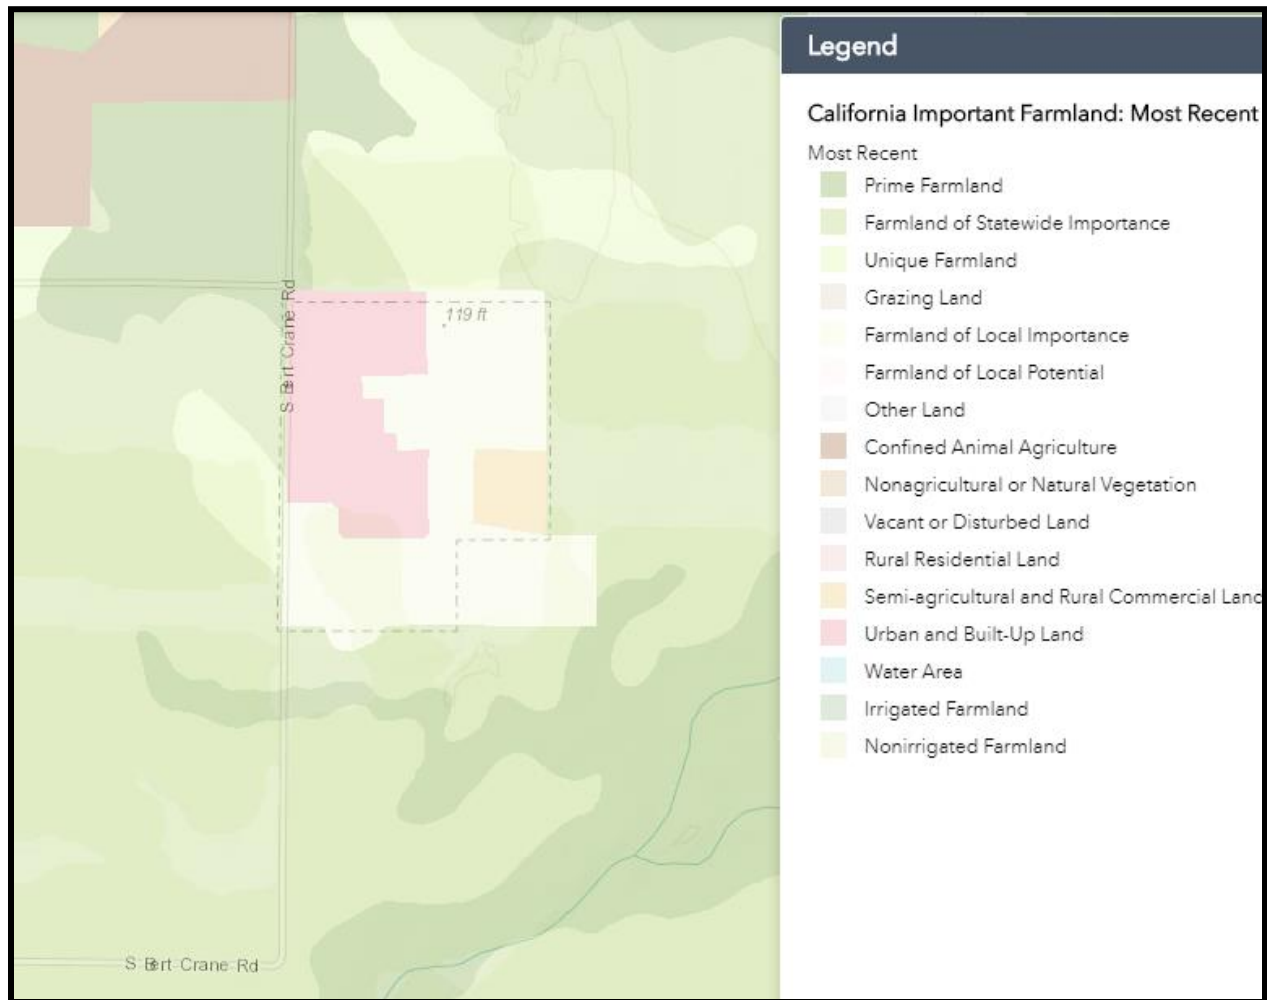 Legend
California Important Farmland: Most Recent
Most Recent
Prime Farmland
Farmland of Statewide Importance
Unique Farmland
Grazing Land
Farmland of Local Importance
Farmland of Local Potential
Other Land
Confined Animal Agriculture
Nonagricultural or Natural Vegetation
Vacant or Disturbed Land
Rural Residential Land
Semi-agricultural and Rural Commercial Land
Urban and Built-Up Land
Water Area
Irrigated Farmland
Nonirrigated Farmland
S Bert Crane Rd
119 ft
S Bert Crane Rd